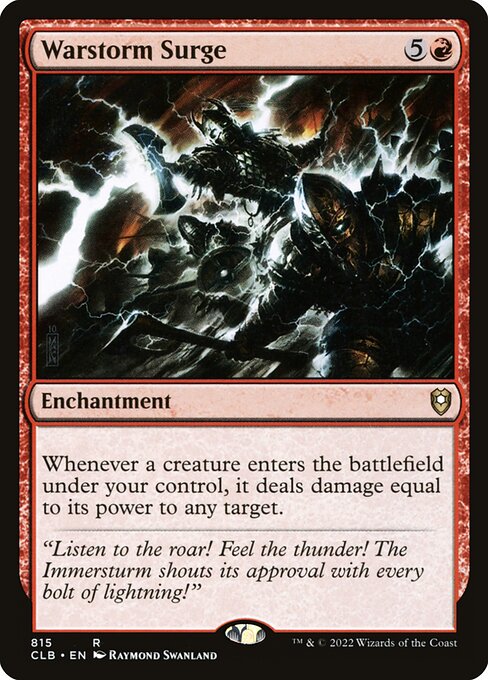 Warstorm Surge 5
10
Enchantment
Whenever a creature enters the battlefield
under your control, it deals damage equal
to its power to any target.
“Listen to the roar! Feel the thunder! The
Immersturm shouts its approval with every
bolt of lightning!”
815 R
CLB • EN Raymond Swanland
™ & © 2022 Wizards of the Coast